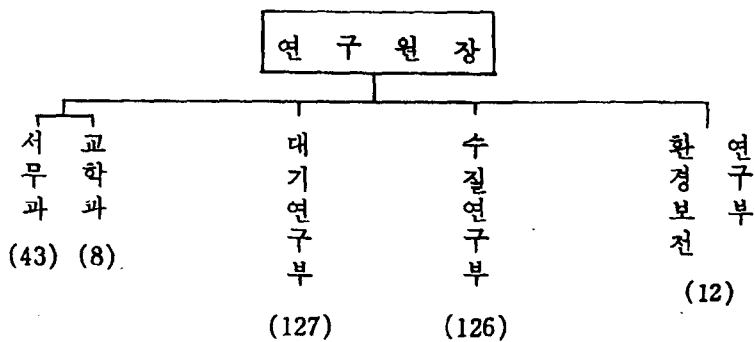 연 구 원 장
서무과
(43)
교학과
(8)
대기연구부
(127)
수질연구부
(126)
환경보전
연구부
(12)